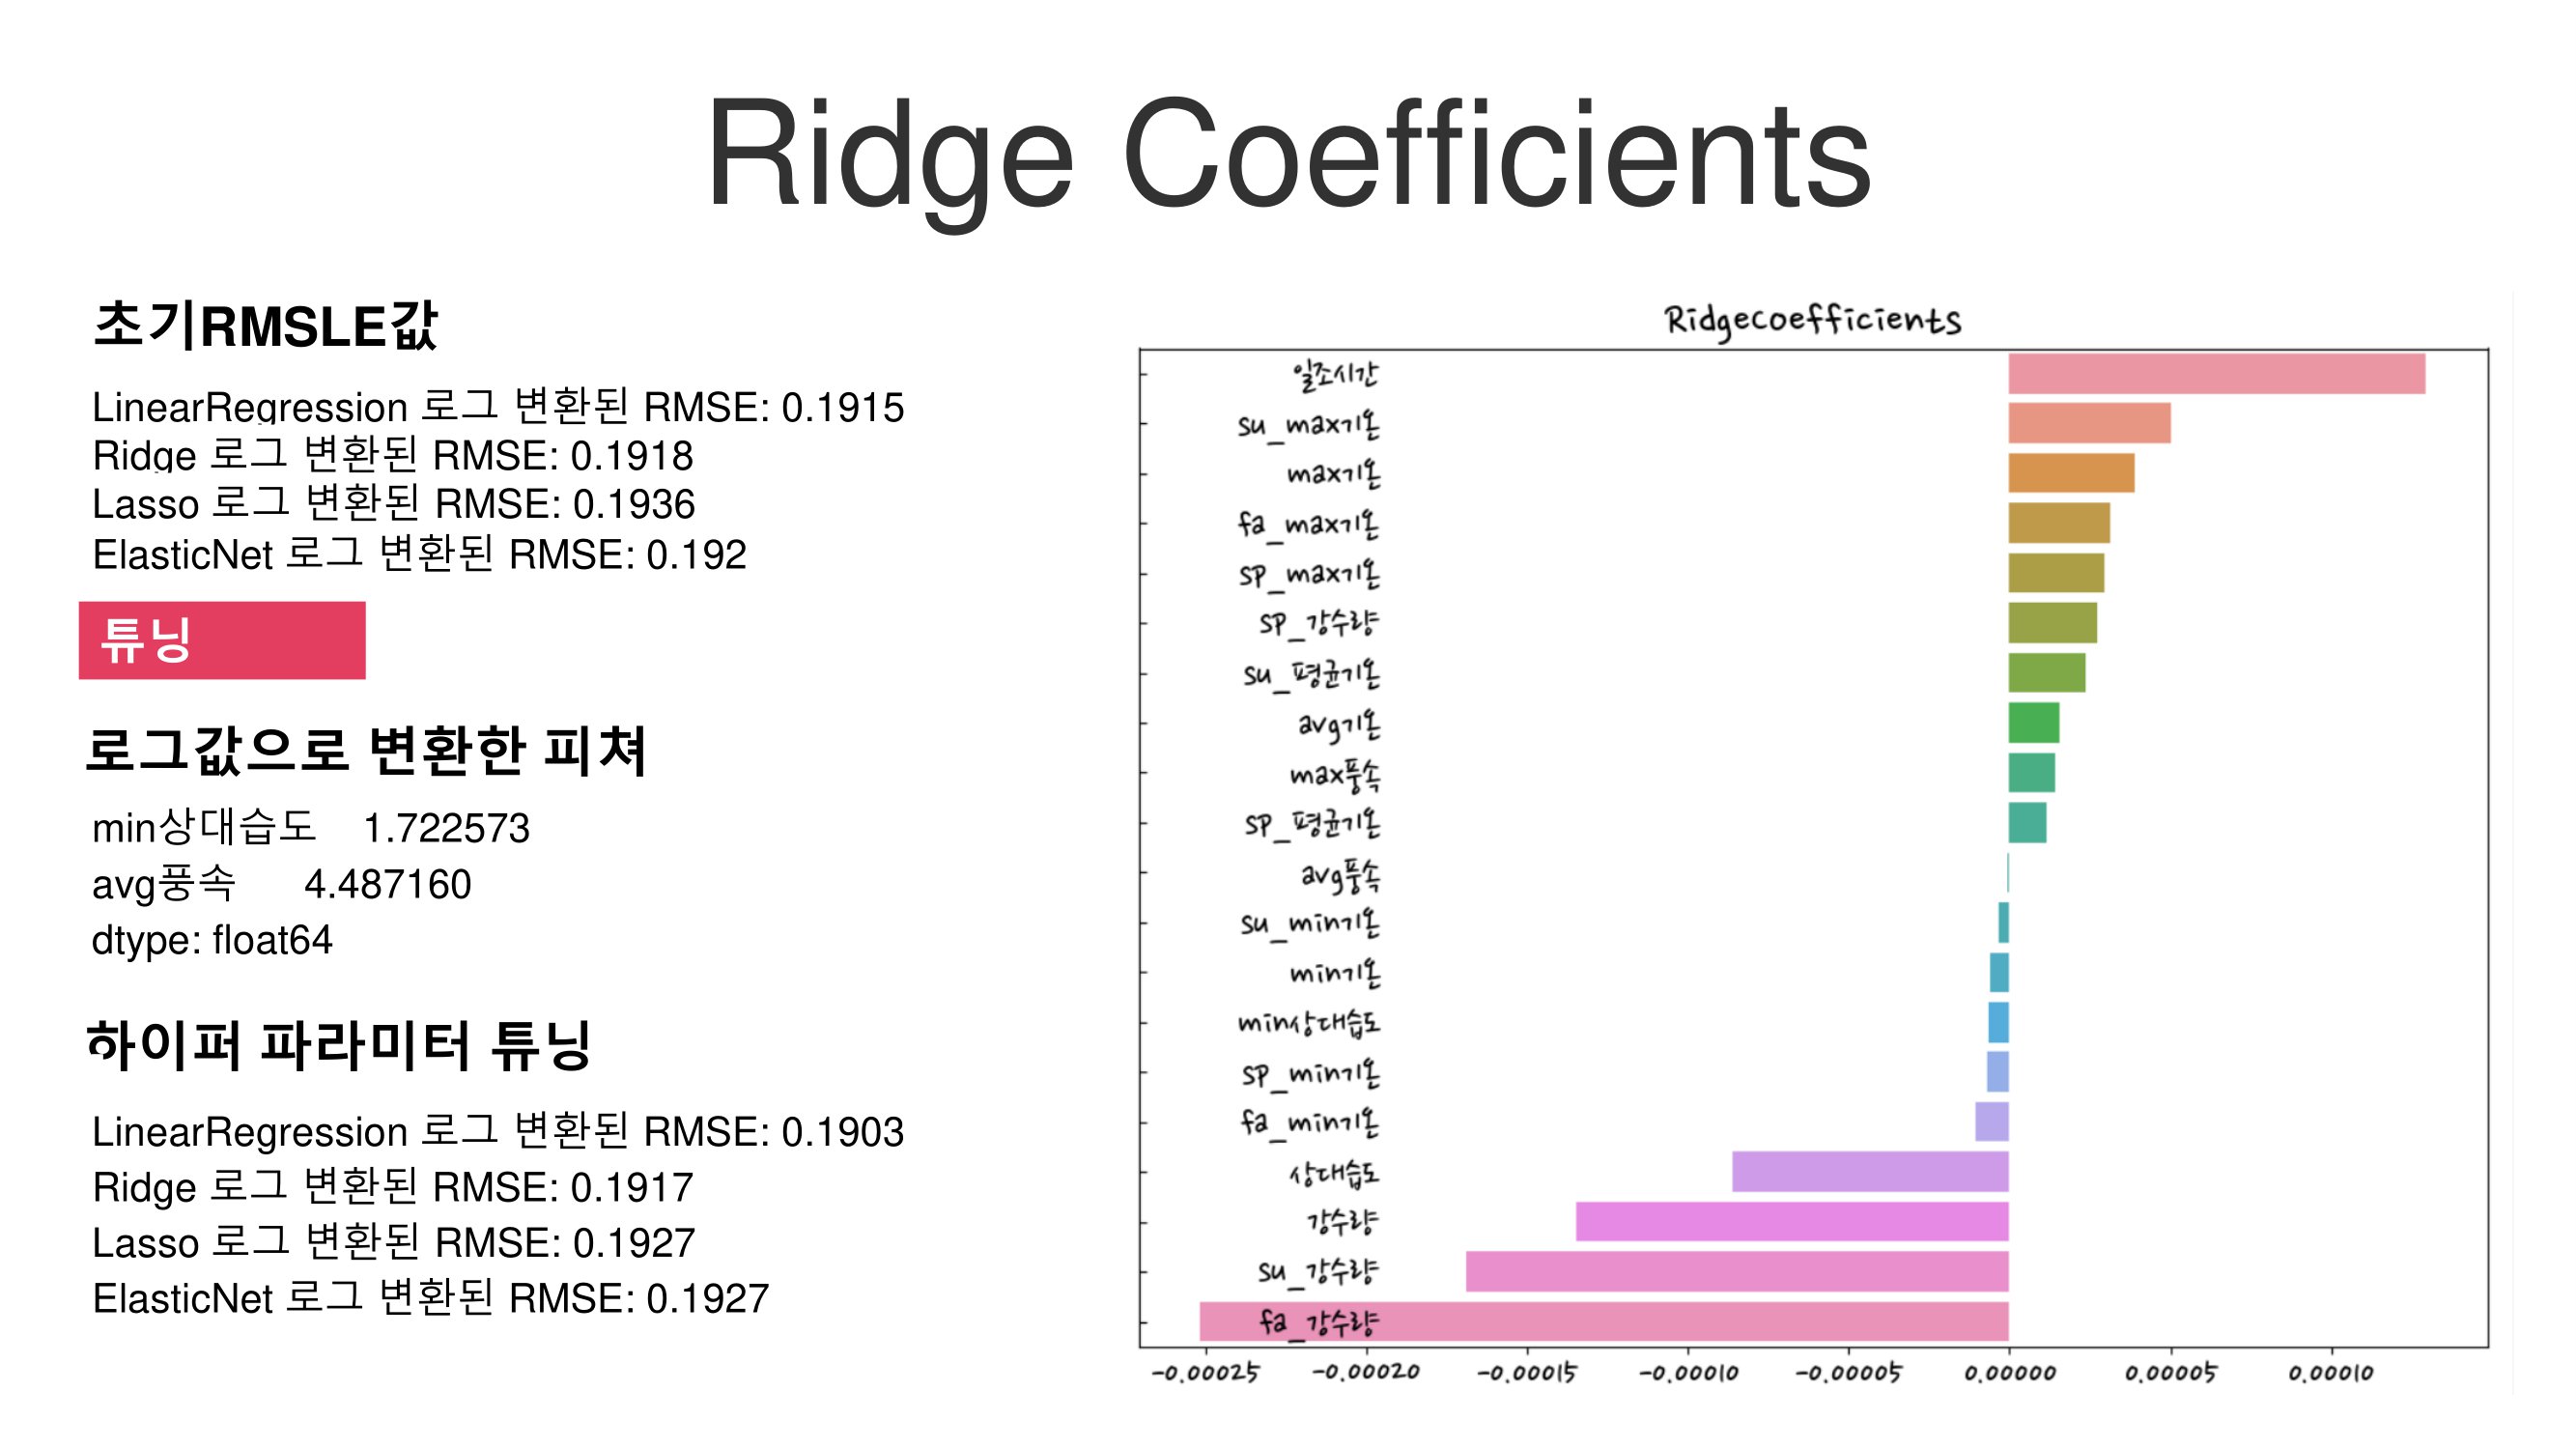 Ridge Coefficients
초기RMSLE값
LinearRegression 로그 변환된 RMSE: 0.1915
Ridge 로그 변환된 RMSE: 0.1918
Lasso 로그 변환된 RMSE: 0.1936
ElasticNet 로그 변환된 RMSE: 0.192
튜닝
로그값으로 변환한 피쳐
min상대습도 1.722573
avg풍속 4.487160
dtype: float64
하이퍼 파라미터 튜닝
LinearRegression 로그 변환된 RMSE: 0.1903
Ridge 로그 변환된 RMSE: 0.1917
Lasso 로그 변환된 RMSE: 0.1927
ElasticNet 로그 변환된 RMSE: 0.1927
Ridgecoefficients
일조시간
su_max기온
max기온
fa_max기온
sp_max기온
sp_강수량
su_평균기온
avg기온
max풍속
sp_평균기온
avg풍속
su_min기온
min기온
min상대습도
sp_min기온
fa_min기온
상대습도
강수량
su_강수량
fa_강수량
-0.00025 -0.00020 -0.00015 -0.00010 -0.00005 0.00000 0.00005 0.00010